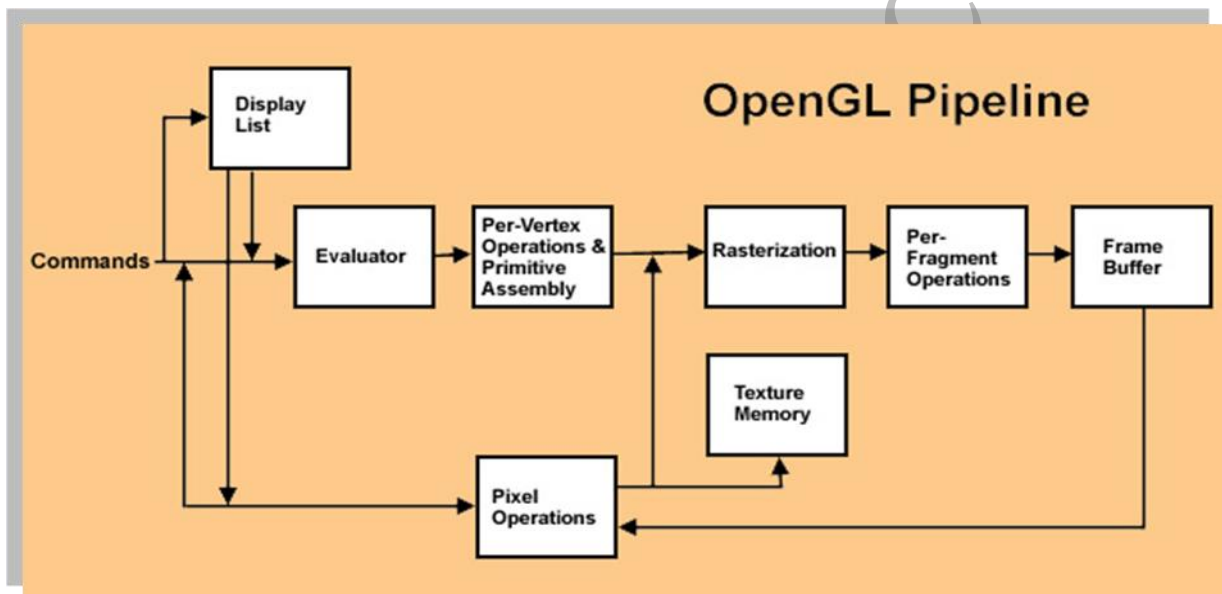 OpenGL Pipeline
Display
List
Commands
Evaluator
Per-Vertex
Operations &
Primitive
Assembly
Rasterization
Per-
Fragment
Operations
Frame
Buffer
Texture
Memory
Pixel
Operations